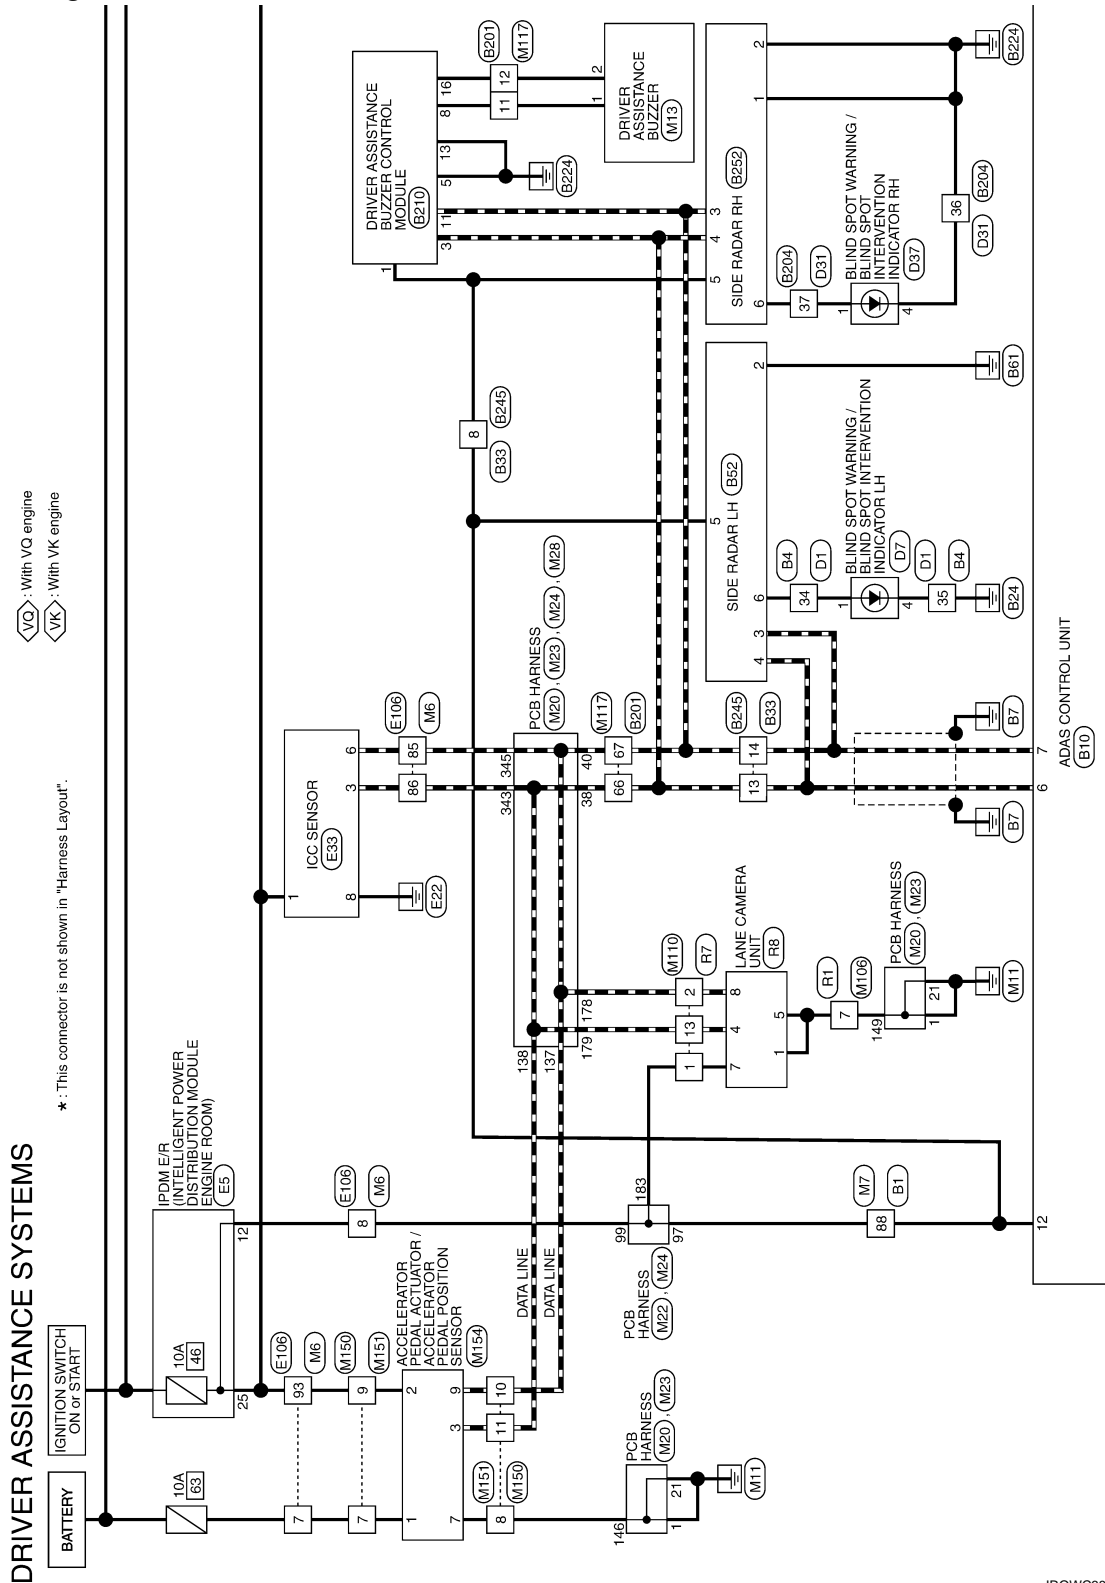 DRIVER ASSISTANCE SYSTEMS
VQ : With VQ engine
VK : With VK engine
* : This connector is not shown in "Harness Layout".
BATTERY
IGNITION SWITCH
ON or START
10A
63
10A
46
IPDM E/R
(INTELLIGENT POWER
DISTRIBUTION MODULE
ENGINE ROOM)
E5
25
12
E106
M6
7
93
M150
M151
7
9
E106
M6
8
ACCELERATOR
PEDAL ACTUATOR /
ACCELERATOR
PEDAL POSITION
SENSOR
M154
1
2
7
3
9
M151
M150
8
11
10
DATA LINE
DATA LINE
PCB
HARNESS
M20 , M23
146
1
21
M11
PCB
HARNESS
M22 , M24
99
183
97
M7
B1
88
12
ICC SENSOR
E33
1
8
3
6
E22
E106
M6
86
85
PCB HARNESS
M20 , M23 , M24 , M28
343
345
138
137
179
178
38
40
M117
B201
66
67
M110
R7
1
13
2
LANE CAMERA
UNIT
R8
7
4
8
1
5
R1
M106
7
PCB HARNESS
M20 , M23
149
1
21
M11
B245
B33
13
14
B7
B7
6
7
ADAS CONTROL UNIT
B10
8
B245
B33
SIDE RADAR LH
B52
5
4
3
6
2
B4
D1
34
BLIND SPOT WARNING /
BLIND SPOT INTERVENTION
INDICATOR LH
D7
1
4
D1
B4
35
B24
B61
DRIVER ASSISTANCE
BUZZER CONTROL
MODULE
B210
1
3
11
5
13
8
16
B224
B201
M117
11
12
1
2
DRIVER
ASSISTANCE
BUZZER
M13
SIDE RADAR RH
B252
5
4
3
6
1
2
B204
D31
37
BLIND SPOT WARNING /
BLIND SPOT
INTERVENTION
INDICATOR RH
D37
1
4
36
B204
D31
B224